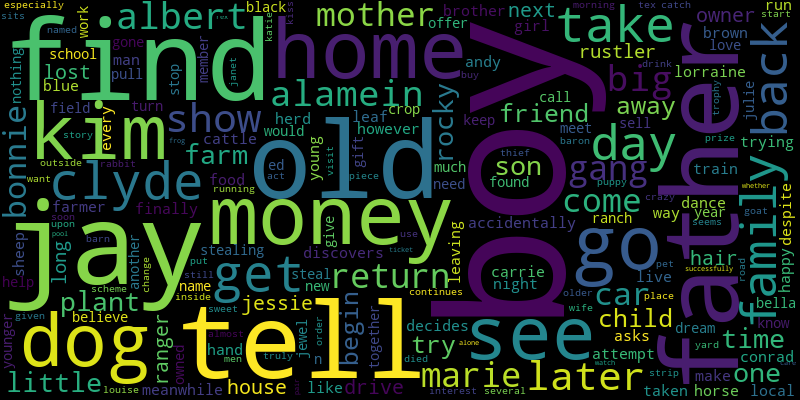 especially
sits
named
work
albert
kiss
black
katie
mother
brother
girl
offer
next
morning
tex catch
take
owner
run
start
brown
love
find
gone
man
pull
stop
member
janet
home
andy
buy
boy
rustler
big
lorraine
drink
back
school
lost
blue
nothing
kim
every
show
alamein
field
turn
story
cattle
herd
would
leaf
crop
however
rocky
keep
friend
call
meet
sell
away
julie
trophy
trying
prize
father
outside
want
rabbit
frog
farm
young
gift
visit
ed
act
piece
old
much
need
son
found
thief
baron
puppy
day
gang
train
crazy
whether
bonnie
clyde
food
running
farmer
finally
stealing
money
give
discovers
use
leaving
accidentally
come
ranch
way
dance
year
goat
family
despite
happy
sheep
long
soon
upon
pool
barn
another
change
put
still
get
steal
new
return
ticket
carrie
night
go
older
wife
car
live
pet
place
hair
seems
road
successfully
bella
know
jay
help
scheme
plant
inside
name
sweet
jessie
jewel
begin
continues
decides
see
child
dream
yard
time
make
conrad
younger
given
dog
believe
ranger
owned
almost
hand
men
truly
tell
order
together
died
try
alone
asks
attempt
watch
strip
one
little
louise
meanwhile
house
like
drive
interest
marie
several
later
taken
horse
local